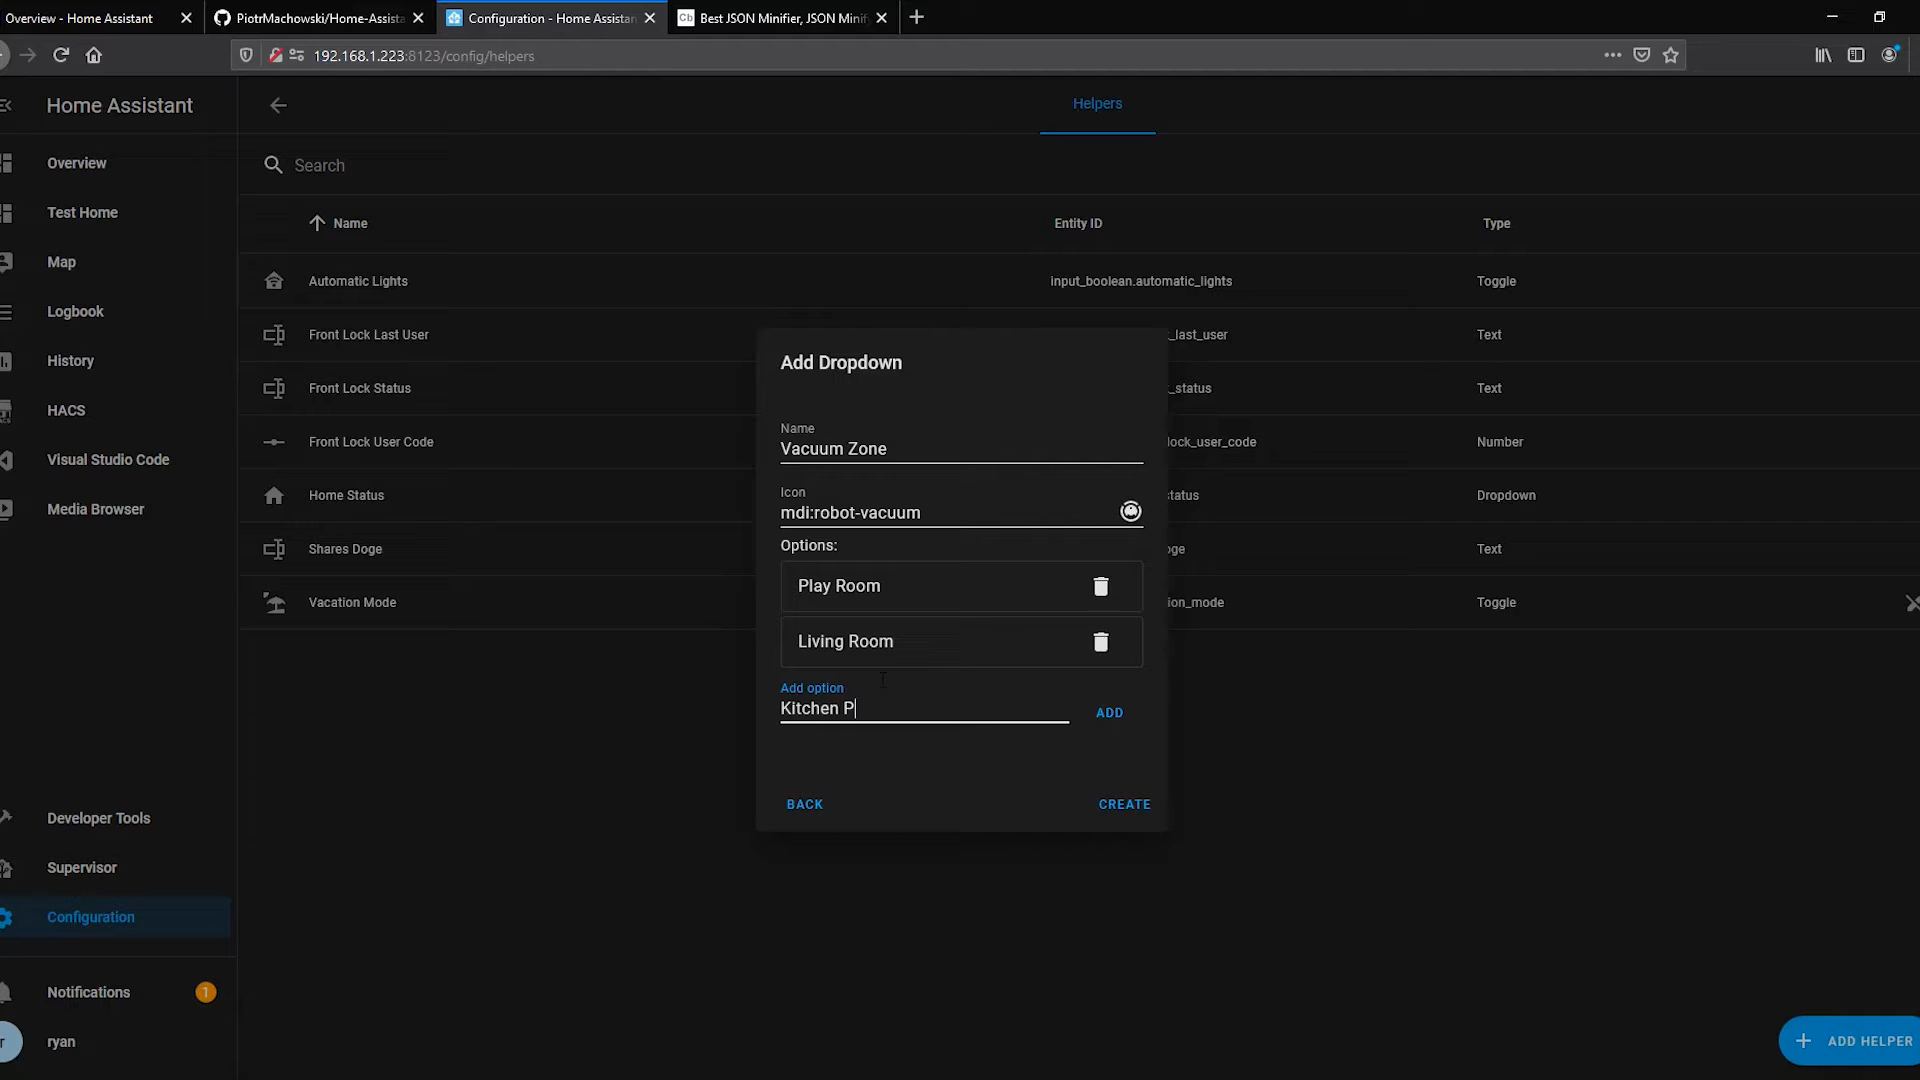 Overview - Home Assistant
PiotrMachowski/Home-Assista
Configuration - Home Assistan
Cb Best JSON Minifier, JSON Minif
192.168.1.223:8123/config/helpers
Home Assistant
Helpers
Overview
Test Home
Map
Logbook
History
HACS
Visual Studio Code
Media Browser
Developer Tools
Supervisor
Configuration
Notifications 1
r ryan
Search
Name Entity ID Type
Automatic Lights input_boolean.automatic_lights Toggle
Front Lock Last User _last_user Text
Front Lock Status _status Text
Front Lock User Code lock_user_code Number
Home Status status Dropdown
Shares Doge oge Text
Vacation Mode ion_mode Toggle
Add Dropdown
Name
Vacuum Zone
Icon
mdi:robot-vacuum
Options:
Play Room
Living Room
Add option
Kitchen P
ADD
BACK CREATE
ADD HELPER